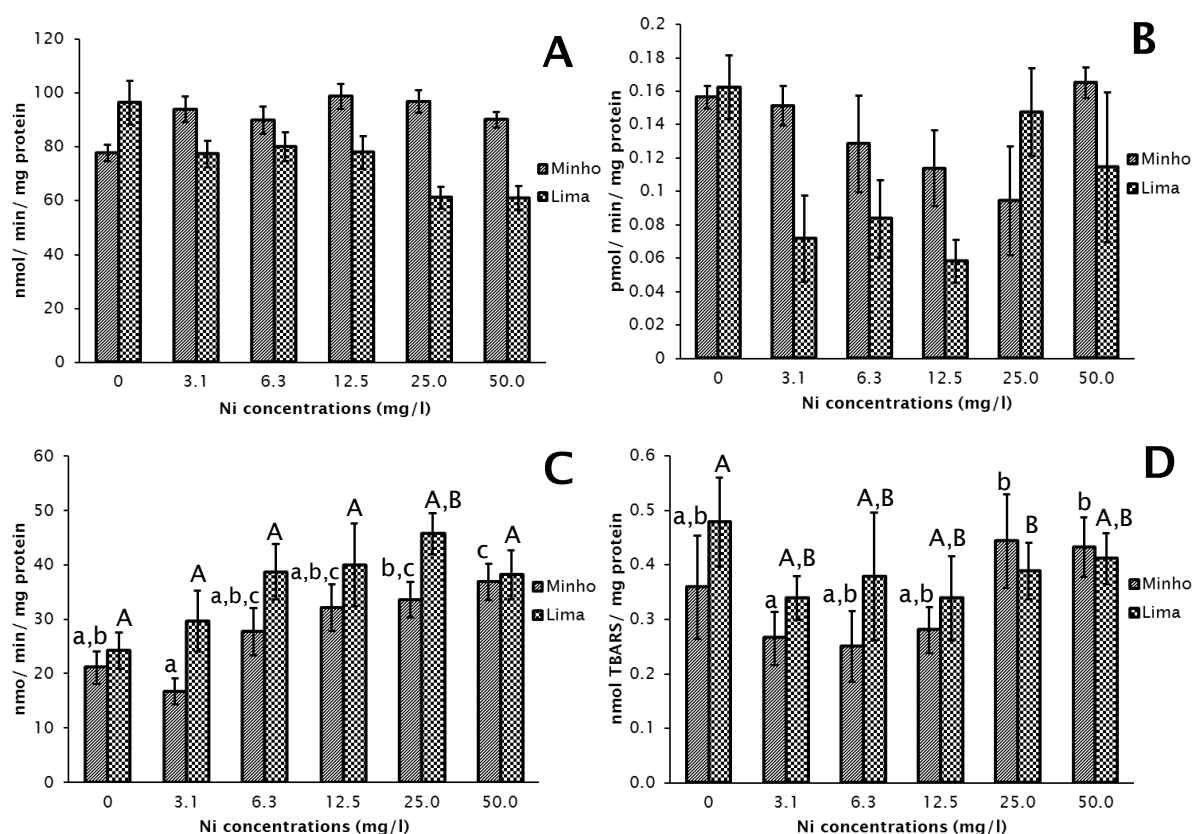 A
120
100
80
60
40
20
0
nmol/ min/ mg protein
Minho
Lima
0 3.1 6.3 12.5 25.0 50.0
Ni concentrations (mg/l)
B
0.2
0.18
0.16
0.14
0.12
0.1
0.08
0.06
0.04
0.02
0
pmol/ min/ mg protein
Minho
Lima
0 3.1 6.3 12.5 25.0 50.0
Ni concentrations (mg/l)
C
60
50
40
30
20
10
0
nmo/ min/ mg protein
a,b A a A a,b,c A a,b,c A b,c A,B c A
Minho
Lima
0 3.1 6.3 12.5 25.0 50.0
Ni concentrations (mg/l)
D
0.6
0.5
0.4
0.3
0.2
0.1
0.0
nmol TBARS/ mg protein
a,b A a A,B a,b A,B a,b A,B b B b A,B
Minho
Lima
0 3.1 6.3 12.5 25.0 50.0
Ni concentrations (mg/l)